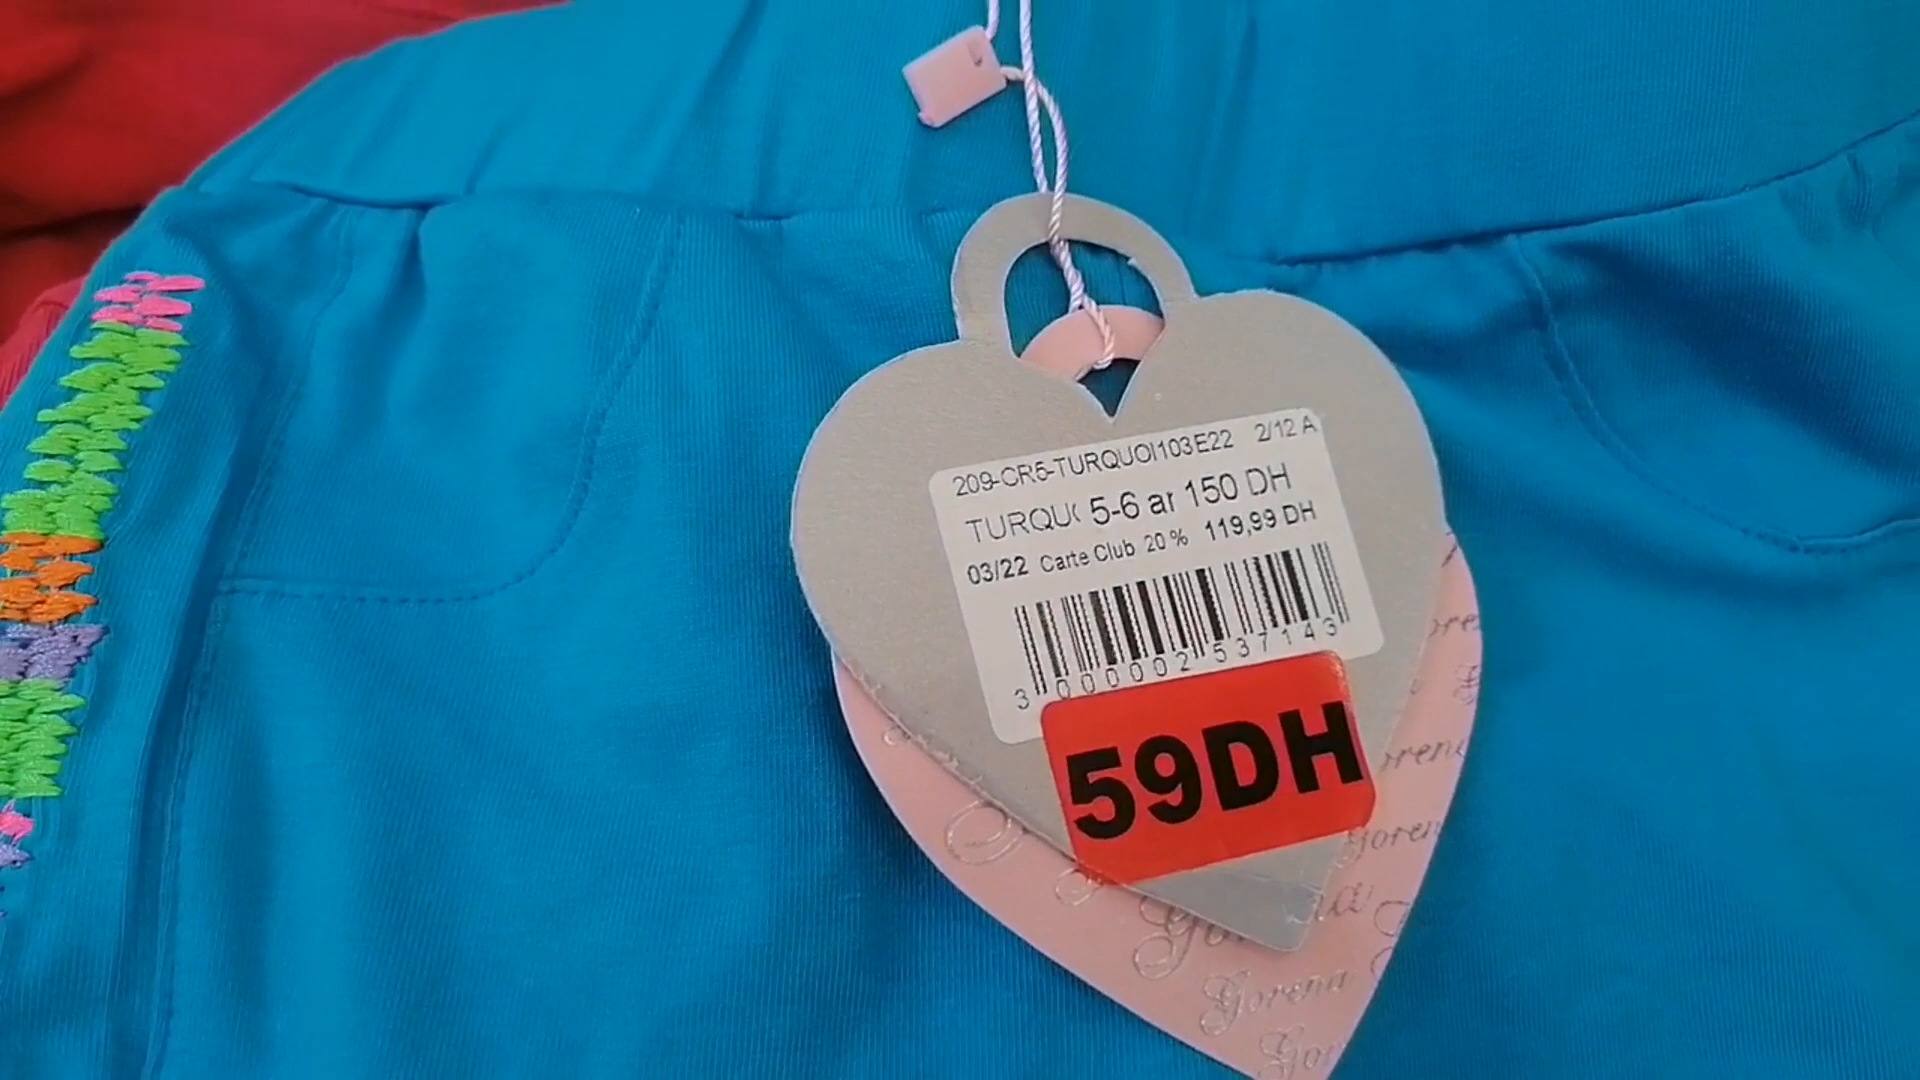 209-CR5-TURQUOI103E22 2/12 A
TURQU( 5-6 ar 150 DH
03/22 Carte Club 20 % 119,99 DH
3 000002 537143
59DH
Gorena